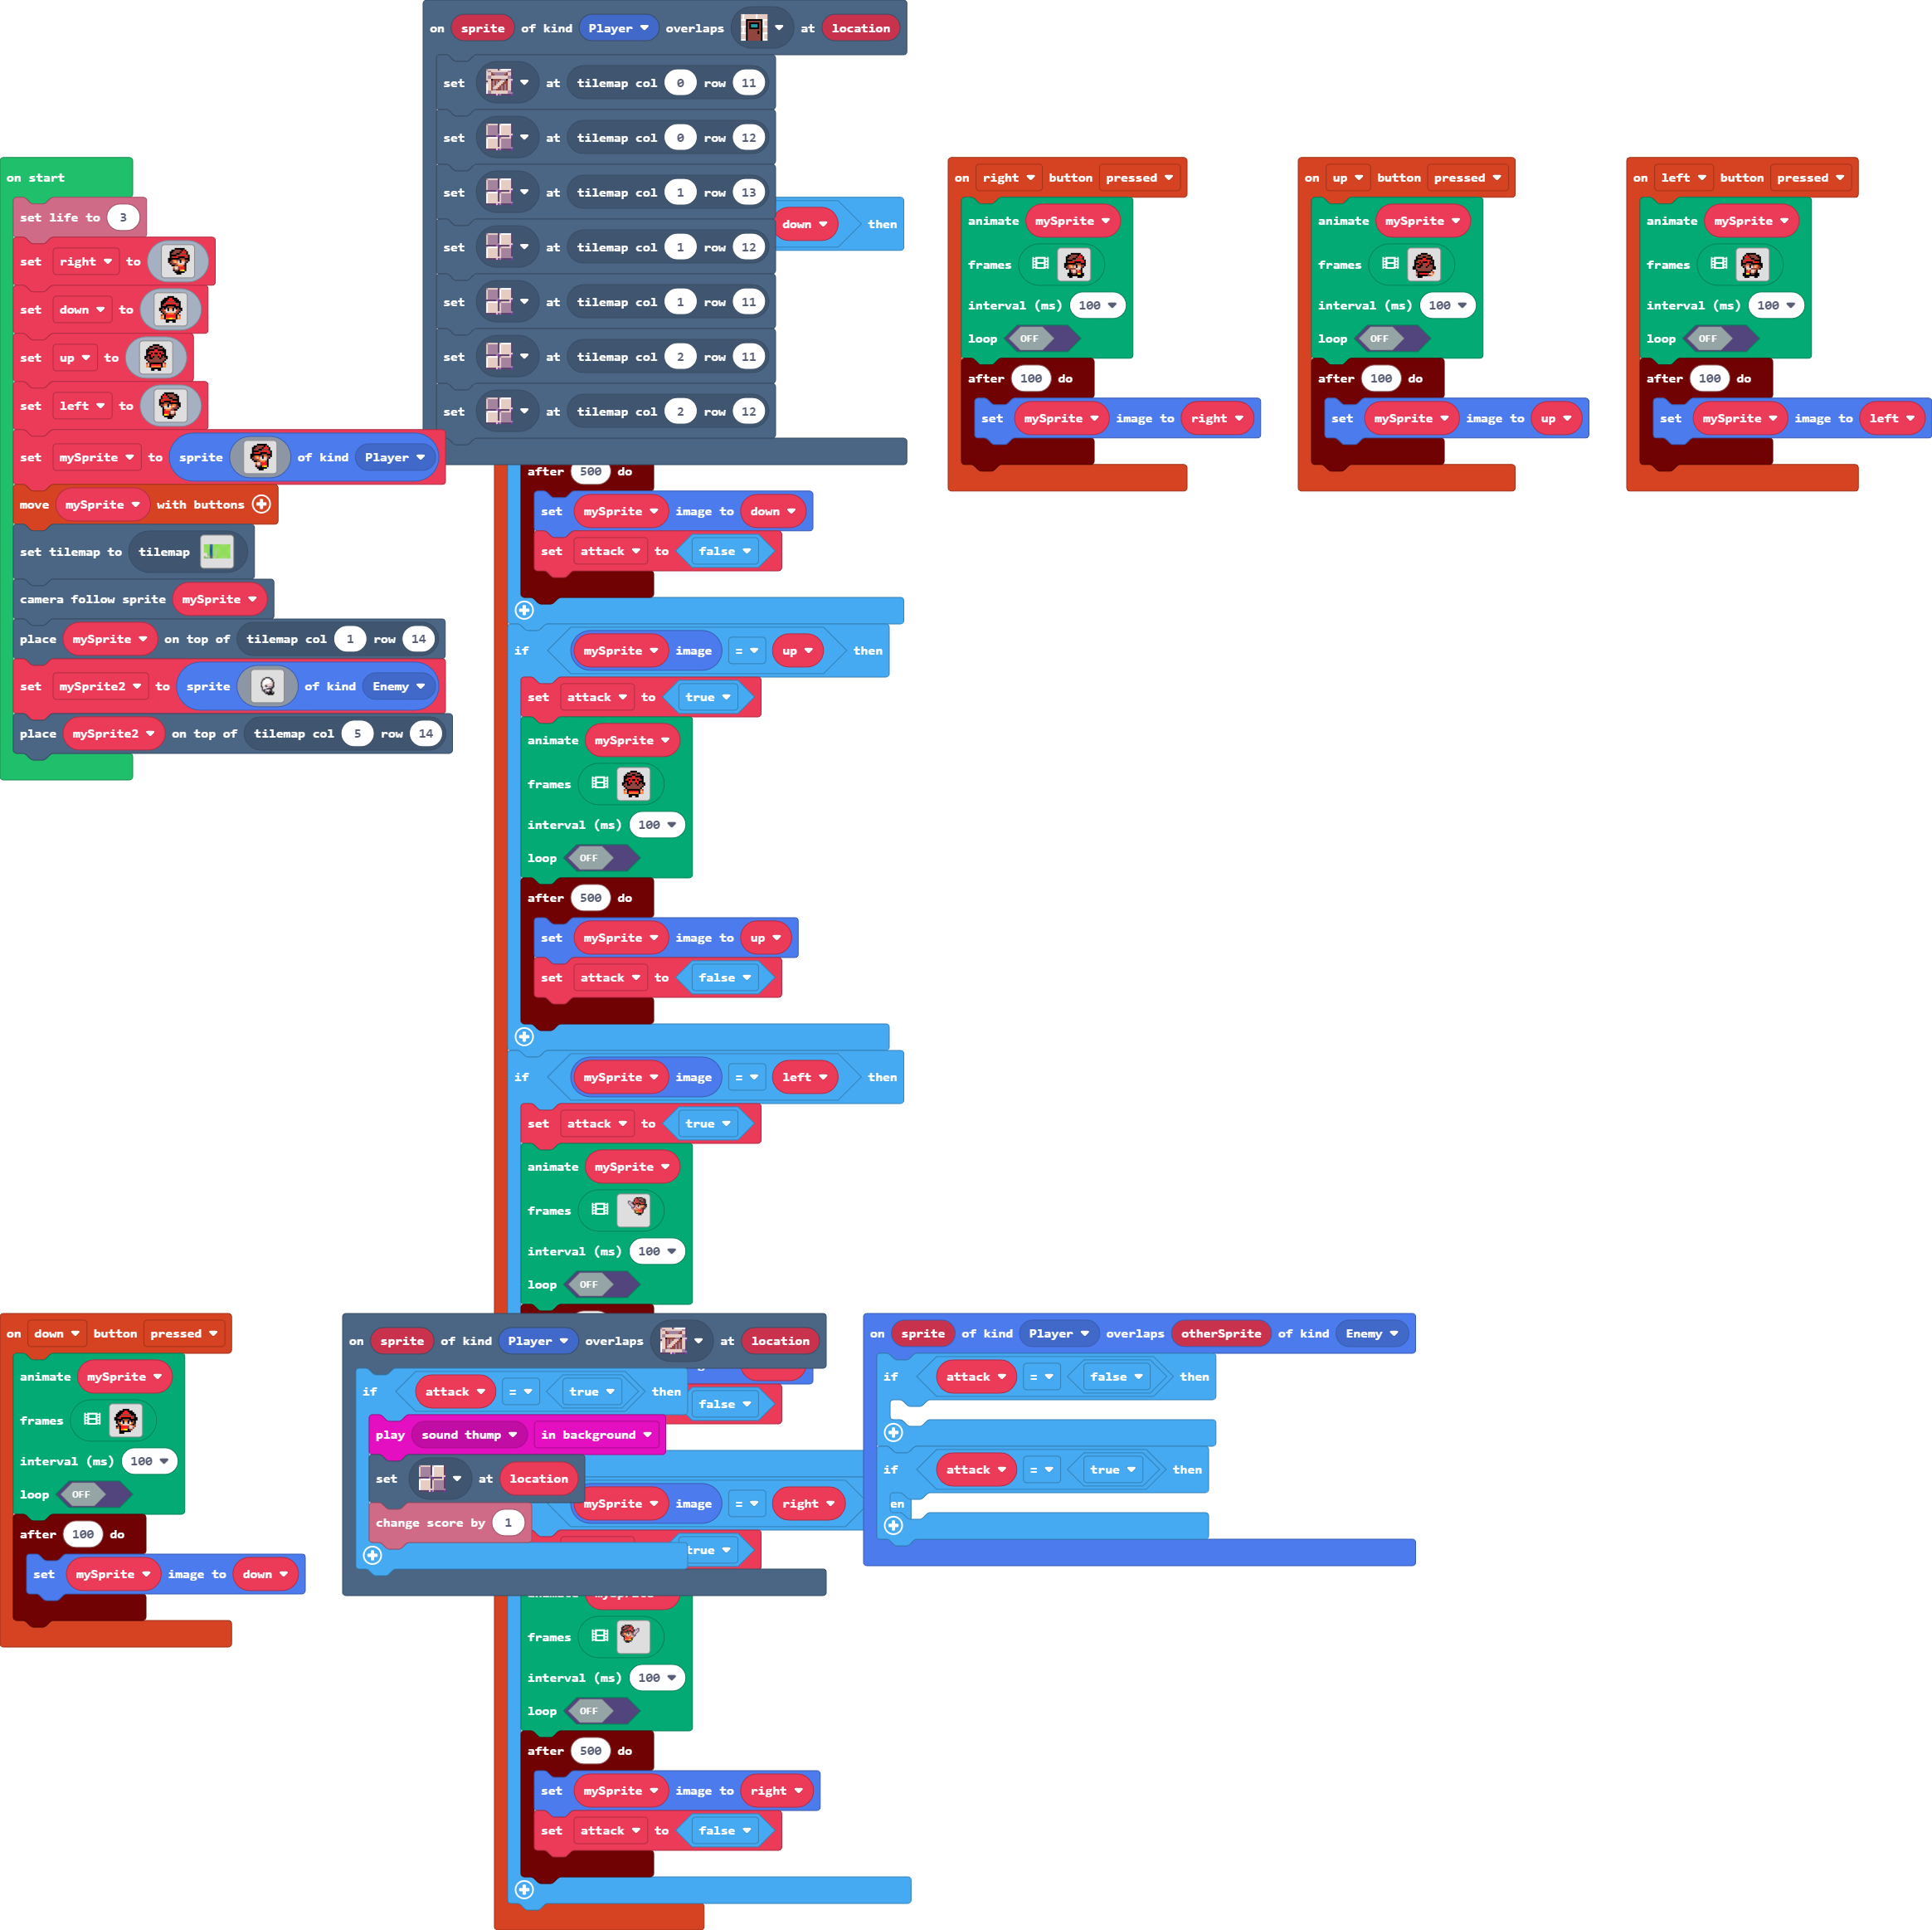 on sprite of kind Player overlaps at location
set at tilemap col 0 row 11
set at tilemap col 0 row 12
set at tilemap col 1 row 13
set at tilemap col 1 row 12
set at tilemap col 1 row 11
set at tilemap col 2 row 11
set at tilemap col 2 row 12
on start
set life to 3
set right to
set down to
set up to
set left to
set mySprite to sprite of kind Player
move mySprite with buttons
set tilemap to tilemap
camera follow sprite mySprite
place mySprite on top of tilemap col 1 row 14
set mySprite2 to sprite of kind Enemy
place mySprite2 on top of tilemap col 5 row 14
down then
after 500 do
set mySprite image to down
set attack to false
if mySprite image = up then
set attack to true
animate mySprite
frames
interval (ms) 100
loop OFF
after 500 do
set mySprite image to up
set attack to false
if mySprite image = left then
set attack to true
animate mySprite
frames
interval (ms) 100
loop OFF
false
mySprite image = right
true
frames
interval (ms) 100
loop OFF
after 500 do
set mySprite image to right
set attack to false
on right button pressed
animate mySprite
frames
interval (ms) 100
loop OFF
after 100 do
set mySprite image to right
on up button pressed
animate mySprite
frames
interval (ms) 100
loop OFF
after 100 do
set mySprite image to up
on left button pressed
animate mySprite
frames
interval (ms) 100
loop OFF
after 100 do
set mySprite image to left
on down button pressed
animate mySprite
frames
interval (ms) 100
loop OFF
after 100 do
set mySprite image to down
on sprite of kind Player overlaps at location
if attack = true then
play sound thump in background
set at location
change score by 1
on sprite of kind Player overlaps otherSprite of kind Enemy
if attack = false then
if attack = true then
en